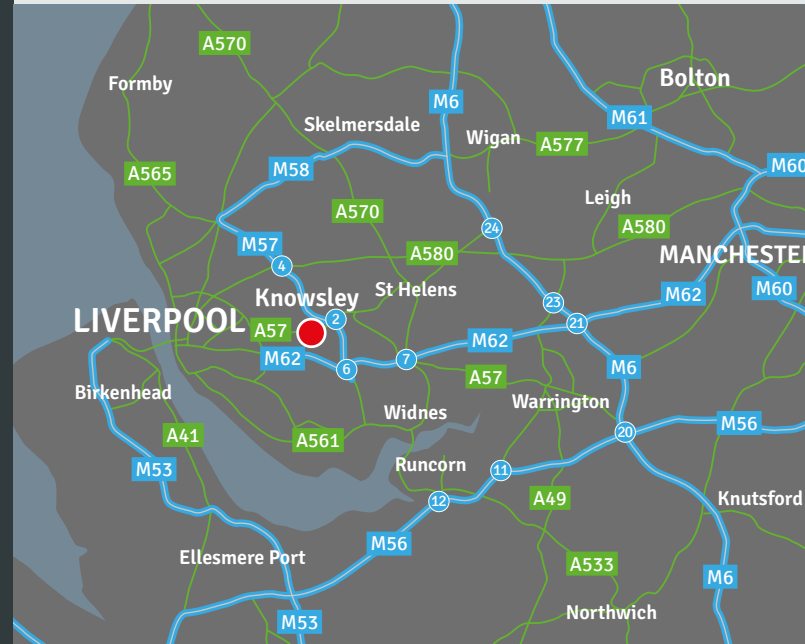 A570
Formby
Bolton
M6
M61
Skelmersdale
Wigan
A577
M58
A565
M60
Leigh
A570
A580
M57
24
A580
MANCHESTER
4
St Helens
M60
Knowsley
M62
23
LIVERPOOL
2
21
A57
M62
M62
7
6
M6
A57
Birkenhead
Warrington
Widnes
M56
A41
A561
20
M53
Runcorn
11
12
A49
Knutsford
M56
Ellesmere Port
A533
M6
Northwich
M53